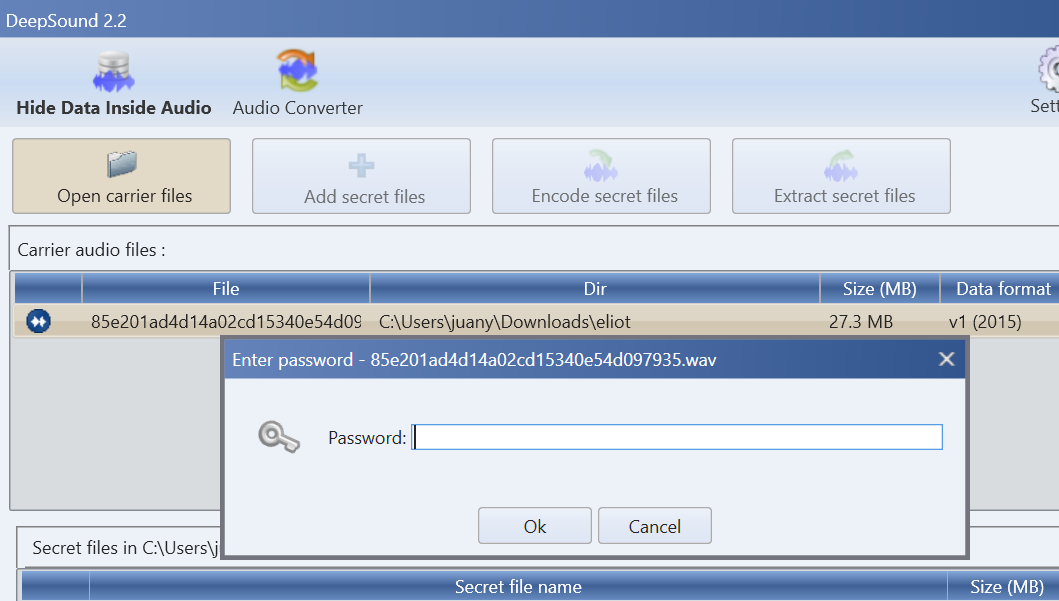 DeepSound 2.2
Hide Data Inside Audio Audio Converter Sett
Open carrier files Add secret files Encode secret files Extract secret files
Carrier audio files :
File Dir Size (MB) Data format
85e201ad4d14a02cd15340e54d09 C:\Users\juany\Downloads\eliot 27.3 MB v1 (2015)
Enter password - 85e201ad4d14a02cd15340e54d097935.wav
Password:
Ok Cancel
Secret files in C:\Users\j
Secret file name Size (MB)